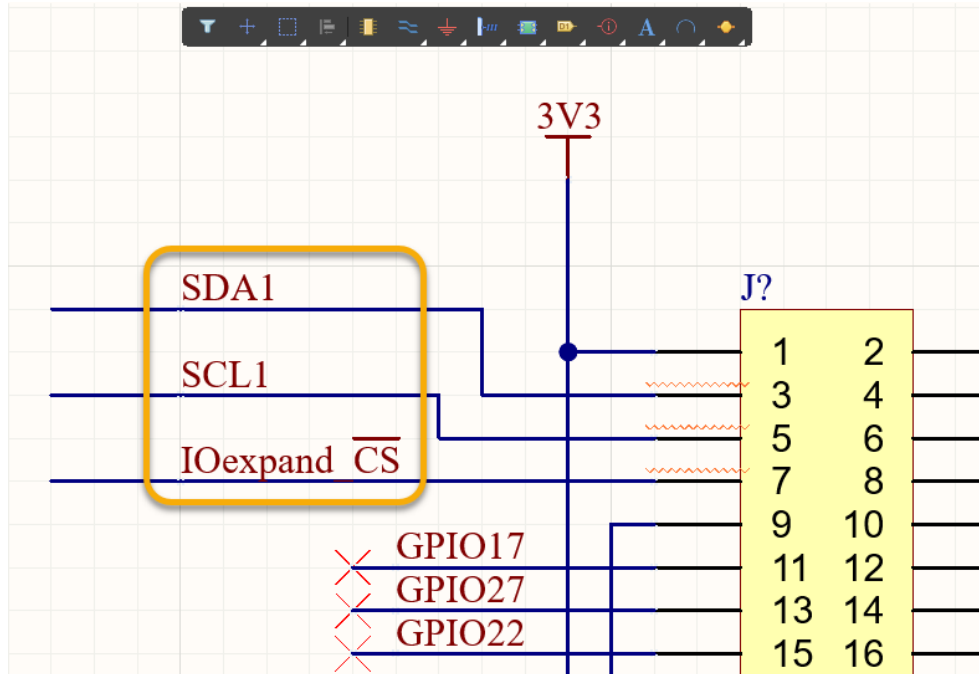 D1 A
3V3
SDA1
J?
1 2
SCL1
3 4
5 6
IOexpand_CS
7 8
9 10
GPIO17
11 12
GPIO27
13 14
GPIO22
15 16